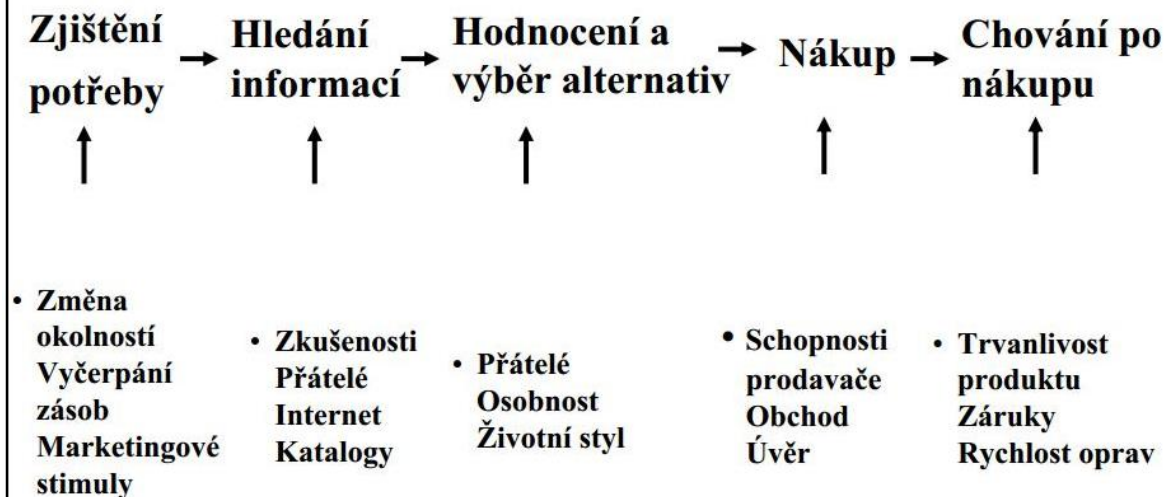 Zjištění
potřeby
Hledání
informací
Hodnocení a
výběr alternativ
Nákup
Chování po
nákupu
• Změna
okolností
Vyčerpání
zásob
Marketingové
stimuly
• Zkušenosti
Přátelé
Internet
Katalogy
• Přátelé
Osobnost
Životní styl
• Schopnosti
prodavače
Obchod
Úvěr
• Trvanlivost
produktu
Záruky
Rychlost oprav